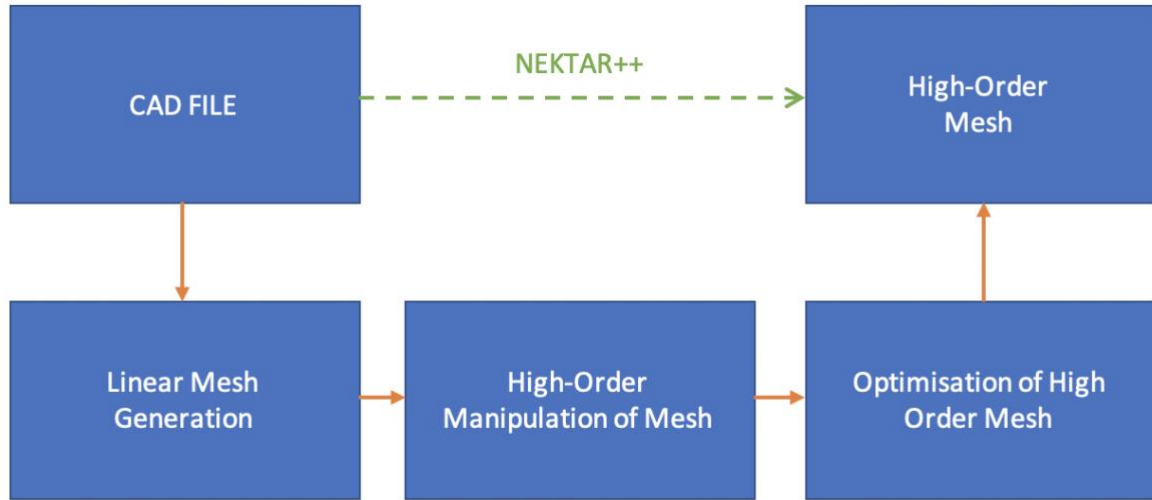 NEKTAR++
CAD FILE
High-Order
Mesh
Linear Mesh
Generation
High-Order
Manipulation of Mesh
Optimisation of High
Order Mesh